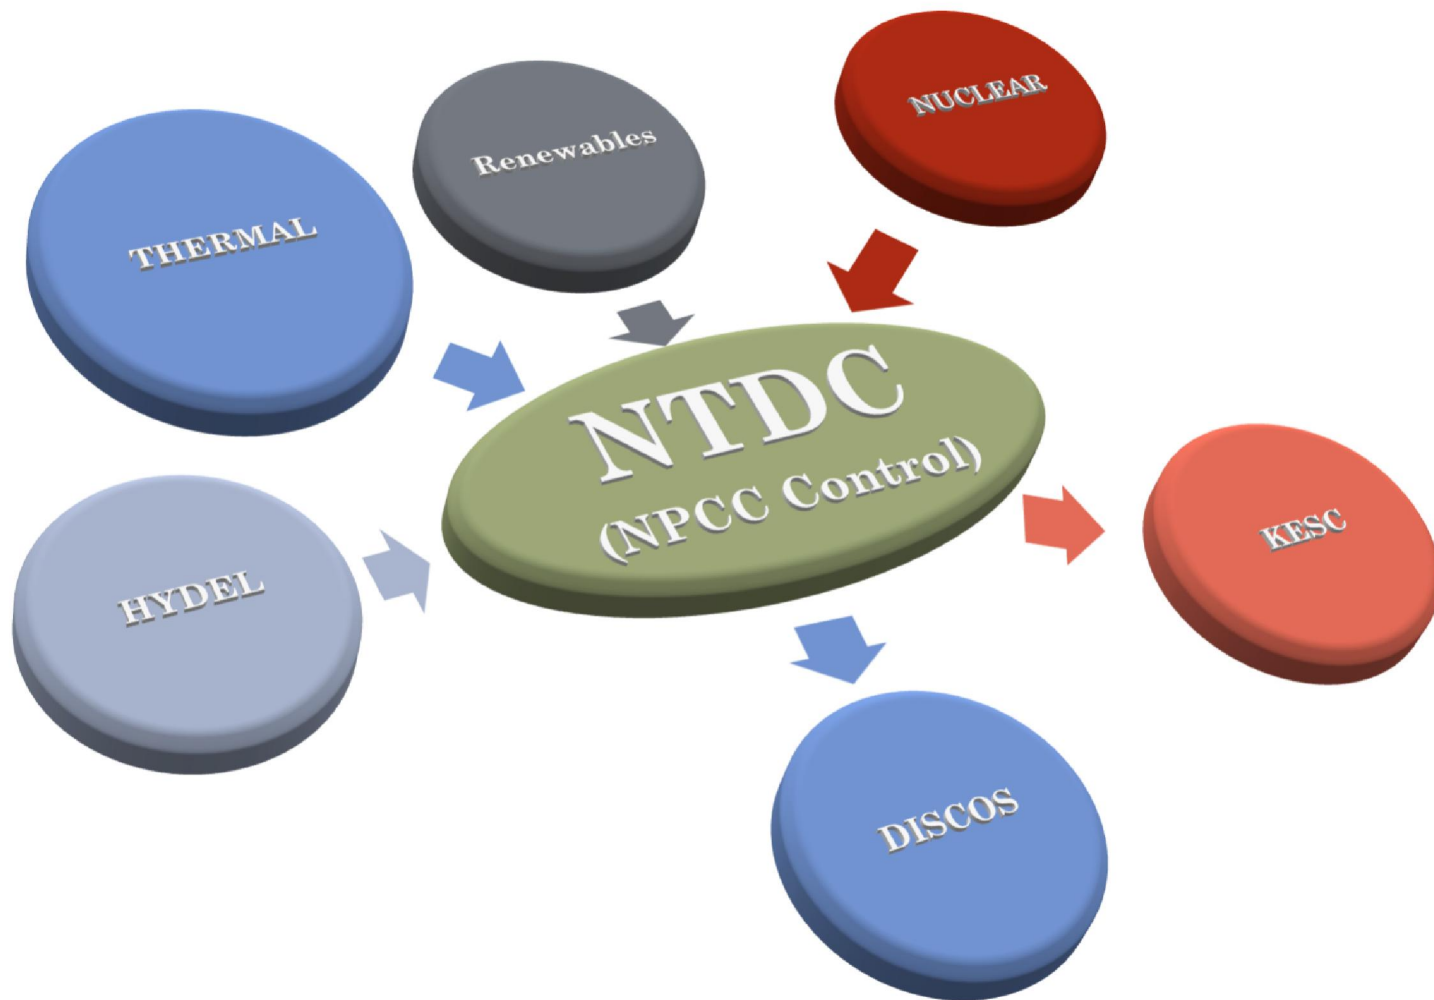 NUCLEAR
Renewables
THERMAL
NTDC
(NPCC Control)
KESC
HYDEL
DISCOS